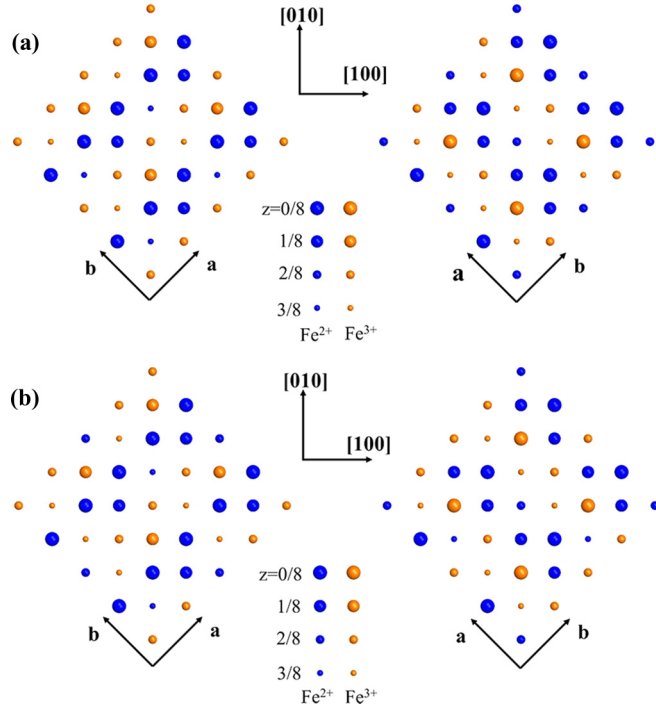 (a)
[010]
[100]
z=0/8
1/8
2/8
3/8
Fe²⁺ Fe³⁺
b a
a b
(b)
[010]
[100]
z=0/8
1/8
2/8
3/8
Fe²⁺ Fe³⁺
b a
a b